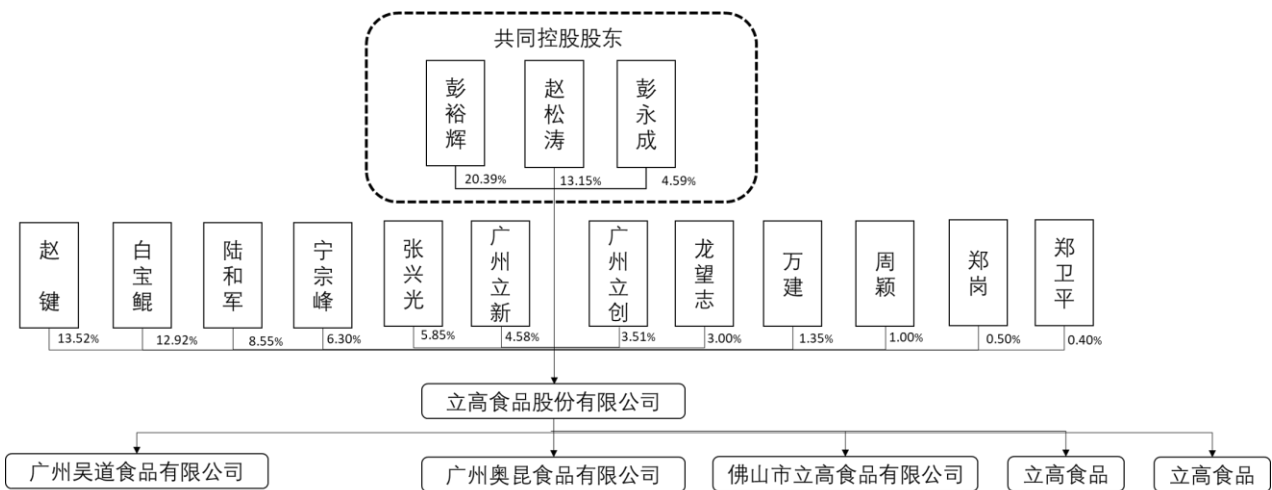 共同控股股东
彭裕辉
赵松涛
彭永成
20.39%
13.15%
4.59%
赵键
白宝鲲
陆和军
宁宗峰
张兴光
广州立新
广州立创
龙望志
万建
周颖
郑岗
郑卫平
13.52%
12.92%
8.55%
6.30%
5.85%
4.58%
3.51%
3.00%
1.35%
1.00%
0.50%
0.40%
立高食品股份有限公司
广州昊道食品有限公司
广州奥昆食品有限公司
佛山市立高食品有限公司
立高食品
立高食品